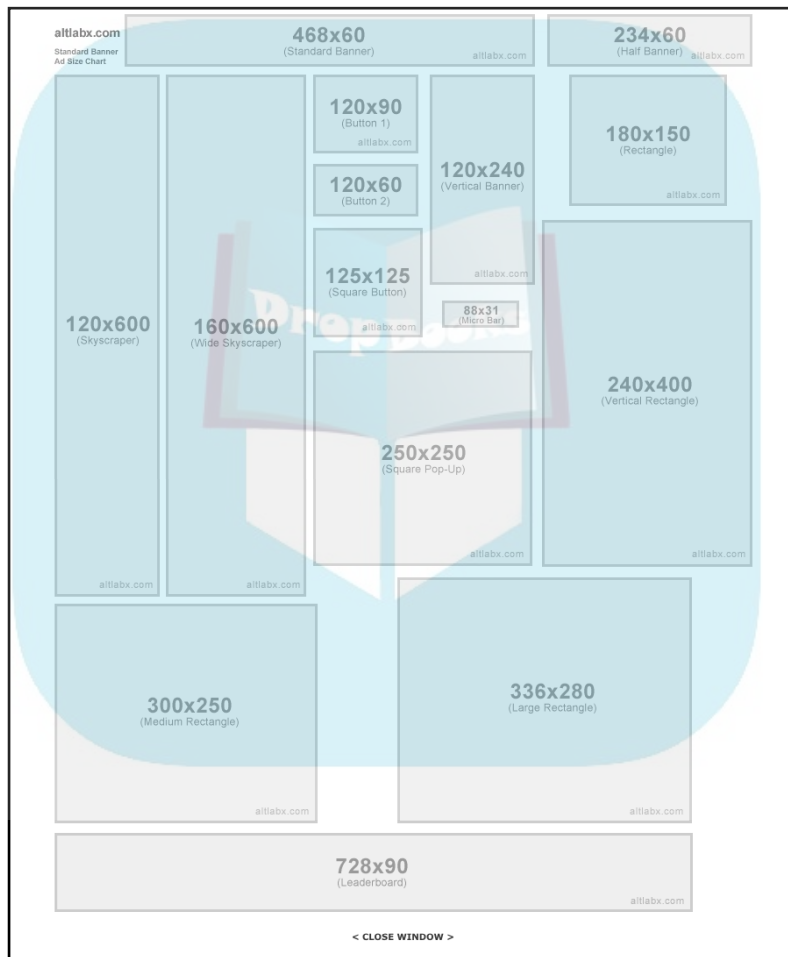 altlabx.com
Standard Banner
Ad Size Chart
468x60
(Standard Banner)
altlabx.com
234x60
(Half Banner)
altlabx.com
120x600
(Skyscraper)
altlabx.com
160x600
(Wide Skyscraper)
altlabx.com
120x90
(Button 1)
altlabx.com
120x60
(Button 2)
125x125
(Square Button)
altlabx.com
120x240
(Vertical Banner)
altlabx.com
88x31
(Micro Bar)
180x150
(Rectangle)
altlabx.com
240x400
(Vertical Rectangle)
altlabx.com
250x250
(Square Pop-Up)
altlabx.com
Drop Books
300x250
(Medium Rectangle)
altlabx.com
336x280
(Large Rectangle)
altlabx.com
728x90
(Leaderboard)
altlabx.com
< CLOSE WINDOW >